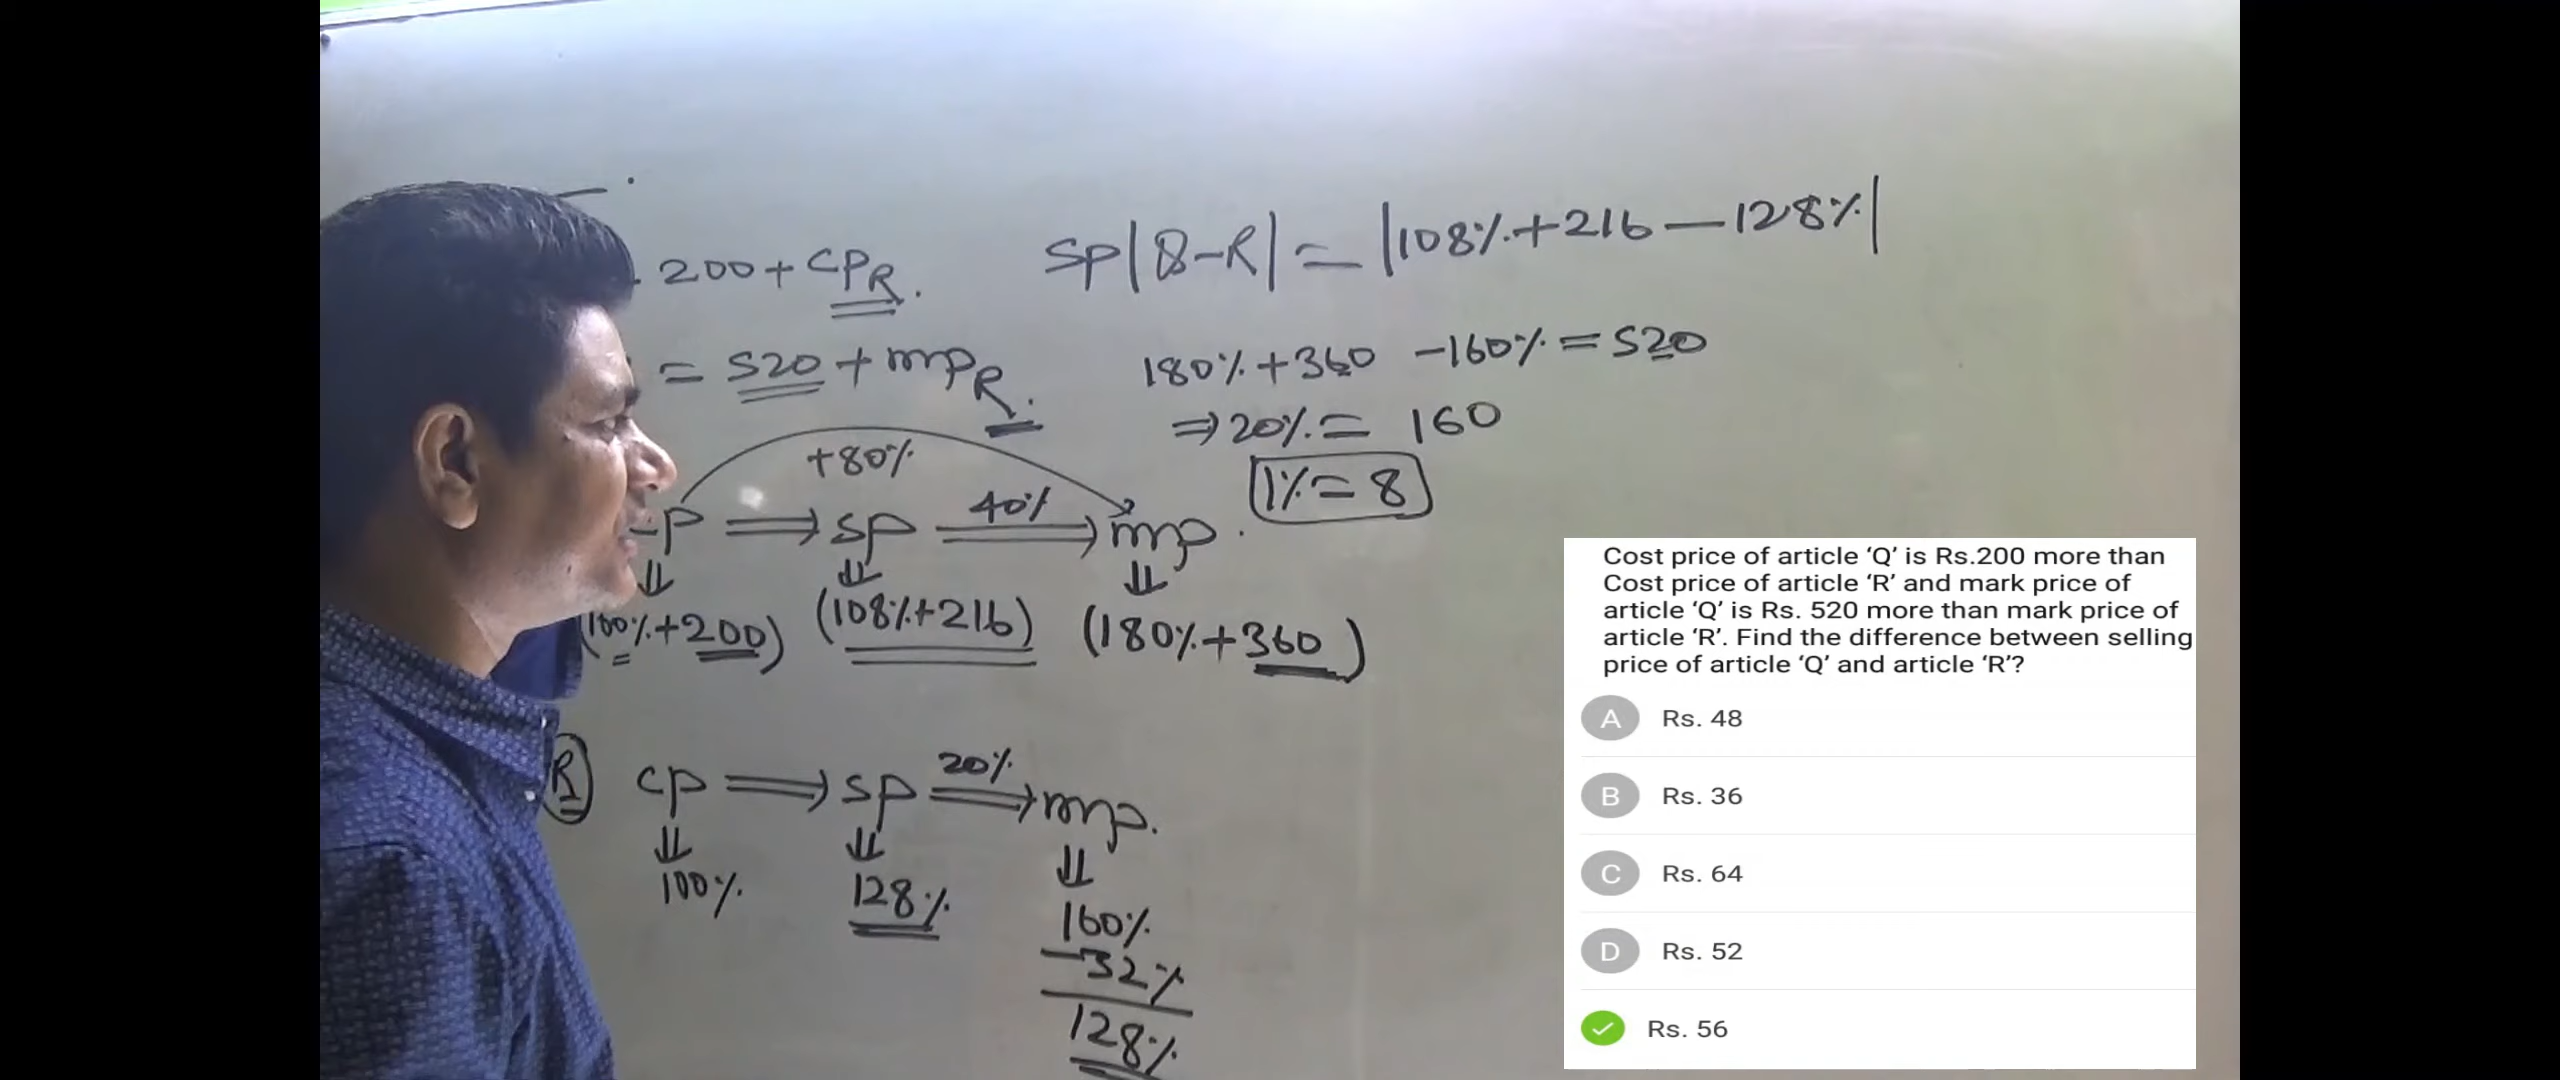 200 + CP_R.
= 520 + mp_R.
SP|Q-R| = |108%+216-128%|
180%+360 -160% = 520
⇒ 20% = 160
1% = 8
+80%
P ⇒ SP 40% ⇒ mp.
⇓ ⇓ ⇓
(100%+200) (108%+216) (180%+360)
R CP ⇒ SP 20% ⇒ mp.
⇓ ⇓ ⇓
100% 128% 160%
-32%
128%
Cost price of article ‘Q’ is Rs.200 more than
Cost price of article ‘R’ and mark price of
article ‘Q’ is Rs. 520 more than mark price of
article ‘R’. Find the difference between selling
price of article ‘Q’ and article ‘R’?
A Rs. 48
B Rs. 36
C Rs. 64
D Rs. 52
Rs. 56